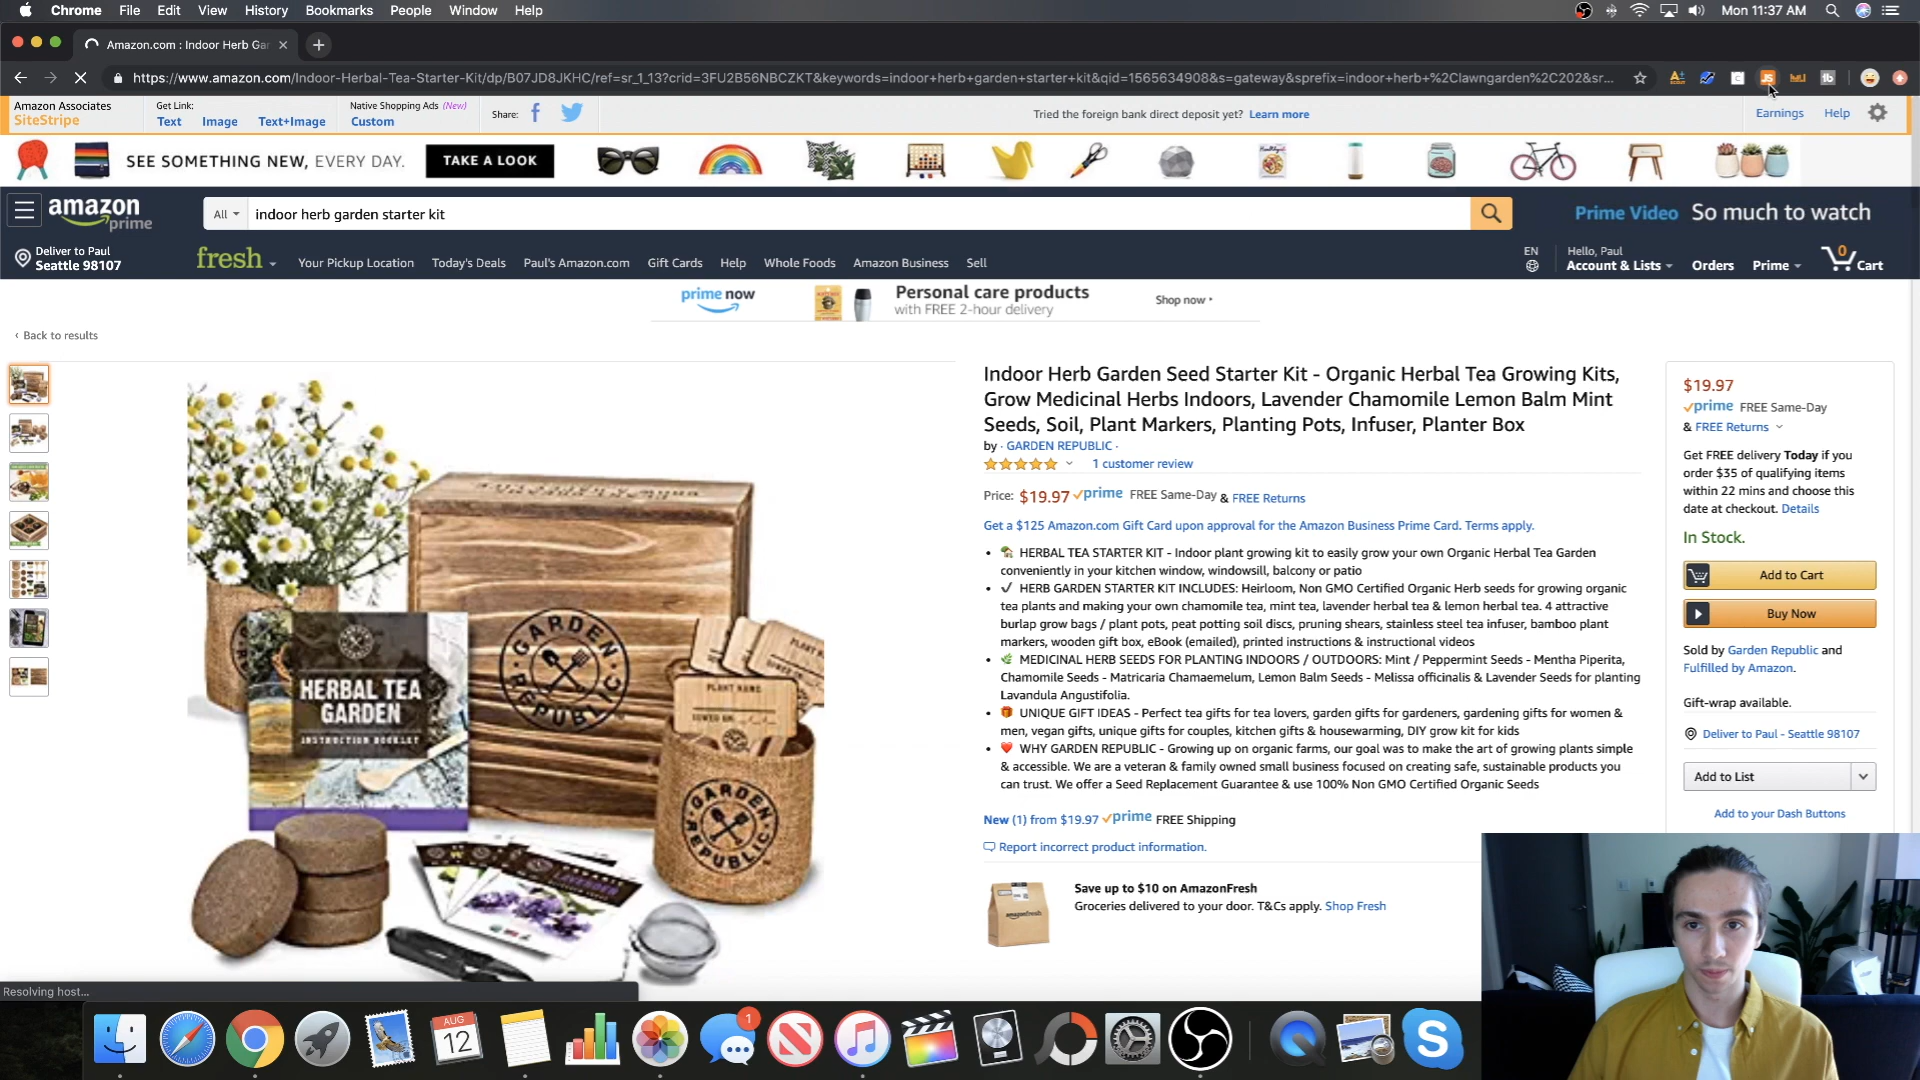 Chrome File Edit View History Bookmarks People Window Help Mon 11:37 AM
Amazon.com : Indoor Herb Gar
https://www.amazon.com/Indoor-Herbal-Tea-Starter-Kit/dp/B07JD8JKHC/ref=sr_1_13?crid=3FU2B56NBCZKT&keywords=indoor+herb+garden+starter+kit&qid=1565634908&s=gateway&sprefix=indoor+herb+%2Clawngarden%2C202&sr...
Amazon Associates
SiteStripe
Get Link:
Text Image Text+Image
Native Shopping Ads (New)
Custom
Share:
Tried the foreign bank direct deposit yet? Learn more
Earnings Help
SEE SOMETHING NEW, EVERY DAY. TAKE A LOOK
amazon
prime
All
indoor herb garden starter kit
Prime Video So much to watch
Deliver to Paul
Seattle 98107
fresh Your Pickup Location Today's Deals Paul's Amazon.com Gift Cards Help Whole Foods Amazon Business Sell
EN
Hello, Paul
Account & Lists Orders Prime 0 Cart
prime now
Personal care products
with FREE 2-hour delivery
Shop now
‹ Back to results
Indoor Herb Garden Seed Starter Kit - Organic Herbal Tea Growing Kits,
Grow Medicinal Herbs Indoors, Lavender Chamomile Lemon Balm Mint
Seeds, Soil, Plant Markers, Planting Pots, Infuser, Planter Box
by · GARDEN REPUBLIC ·
1 customer review
Price: $19.97 prime FREE Same-Day & FREE Returns
Get a $125 Amazon.com Gift Card upon approval for the Amazon Business Prime Card. Terms apply.
• HERBAL TEA STARTER KIT - Indoor plant growing kit to easily grow your own Organic Herbal Tea Garden
conveniently in your kitchen window, windowsill, balcony or patio
• ✓ HERB GARDEN STARTER KIT INCLUDES: Heirloom, Non GMO Certified Organic Herb seeds for growing organic
tea plants and making your own chamomile tea, mint tea, lavender herbal tea & lemon herbal tea. 4 attractive
burlap grow bags / plant pots, peat potting soil discs, pruning shears, stainless steel tea infuser, bamboo plant
markers, wooden gift box, eBook (emailed), printed instructions & instructional videos
• MEDICINAL HERB SEEDS FOR PLANTING INDOORS / OUTDOORS: Mint / Peppermint Seeds - Mentha Piperita,
Chamomile Seeds - Matricaria Chamaemelum, Lemon Balm Seeds - Melissa officinalis & Lavender Seeds for planting
Lavandula Angustifolia.
• UNIQUE GIFT IDEAS - Perfect tea gifts for tea lovers, garden gifts for gardeners, gardening gifts for women &
men, vegan gifts, unique gifts for couples, kitchen gifts & housewarming, DIY grow kit for kids
• WHY GARDEN REPUBLIC - Growing up on organic farms, our goal was to make the art of growing plants simple
& accessible. We are a veteran & family owned small business focused on creating safe, sustainable products you
can trust. We offer a Seed Replacement Guarantee & use 100% Non GMO Certified Organic Seeds
New (1) from $19.97 prime FREE Shipping
Report incorrect product information.
Save up to $10 on AmazonFresh
Groceries delivered to your door. T&Cs apply. Shop Fresh
$19.97
prime FREE Same-Day
& FREE Returns
Get FREE delivery Today if you
order $35 of qualifying items
within 22 mins and choose this
date at checkout. Details
In Stock.
Add to Cart
Buy Now
Sold by Garden Republic and
Fulfilled by Amazon.
Gift-wrap available.
Deliver to Paul - Seattle 98107
Add to List
Add to your Dash Buttons
GARDEN
REPUBLIC
HERBAL TEA
GARDEN
INSTRUCTION BOOKLET
PLANT NAME
GARDEN
REPUBLIC
LAVENDER
Resolving host...
AUG
12
1